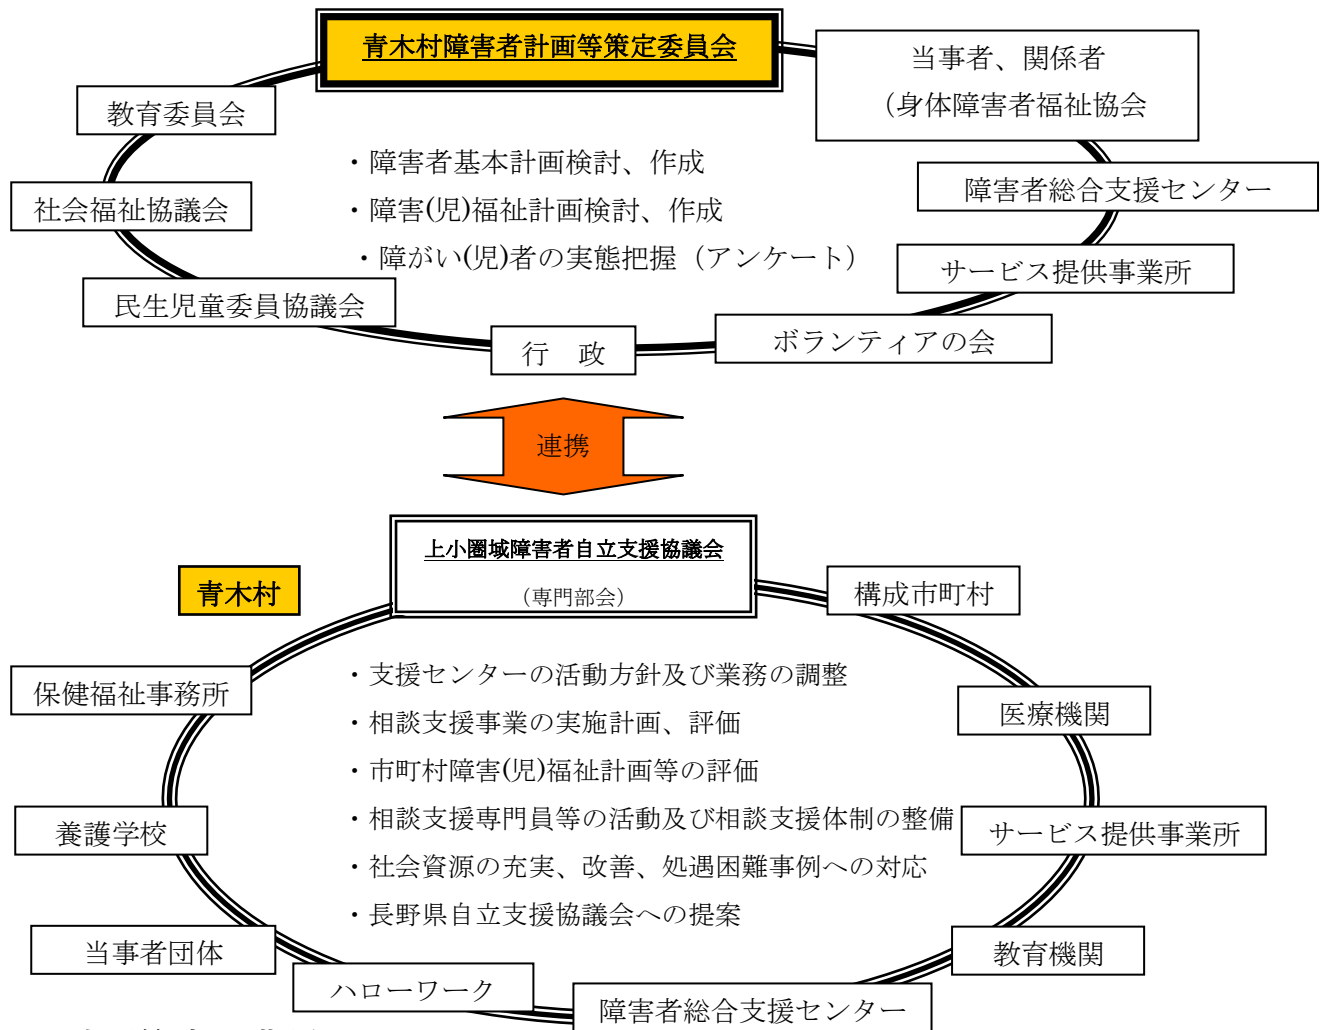 青木村障害者計画等策定委員会
当事者、関係者
（身体障害者福祉協会
教育委員会
・障害者基本計画検討、作成
障害者総合支援センター
社会福祉協議会
・障害(児)福祉計画検討、作成
・障がい(児)者の実態把握（アンケート）
サービス提供事業所
民生児童委員協議会
行　政
ボランティアの会
連携
上小圏域障害者自立支援協議会
（専門部会）
青木村
構成市町村
保健福祉事務所
・支援センターの活動方針及び業務の調整
医療機関
・相談支援事業の実施計画、評価
・市町村障害(児)福祉計画等の評価
・相談支援専門員等の活動及び相談支援体制の整備
養護学校
サービス提供事業所
・社会資源の充実、改善、処遇困難事例への対応
・長野県自立支援協議会への提案
当事者団体
教育機関
ハローワーク
障害者総合支援センター